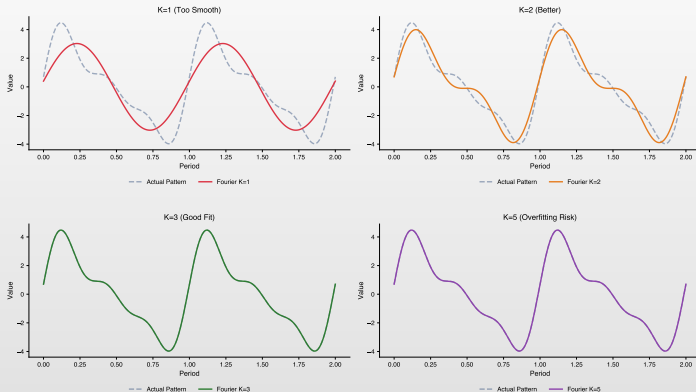 K=1 (Too Smooth)
Value
4
2
0
−2
−4
0.00 0.25 0.50 0.75 1.00 1.25 1.50 1.75 2.00
Period
Actual Pattern Fourier K=1
K=2 (Better)
Value
4
2
0
−2
−4
0.00 0.25 0.50 0.75 1.00 1.25 1.50 1.75 2.00
Period
Actual Pattern Fourier K=2
K=3 (Good Fit)
Value
4
2
0
−2
−4
0.00 0.25 0.50 0.75 1.00 1.25 1.50 1.75 2.00
Period
Actual Pattern Fourier K=3
K=5 (Overfitting Risk)
Value
4
2
0
−2
−4
0.00 0.25 0.50 0.75 1.00 1.25 1.50 1.75 2.00
Period
Actual Pattern Fourier K=5